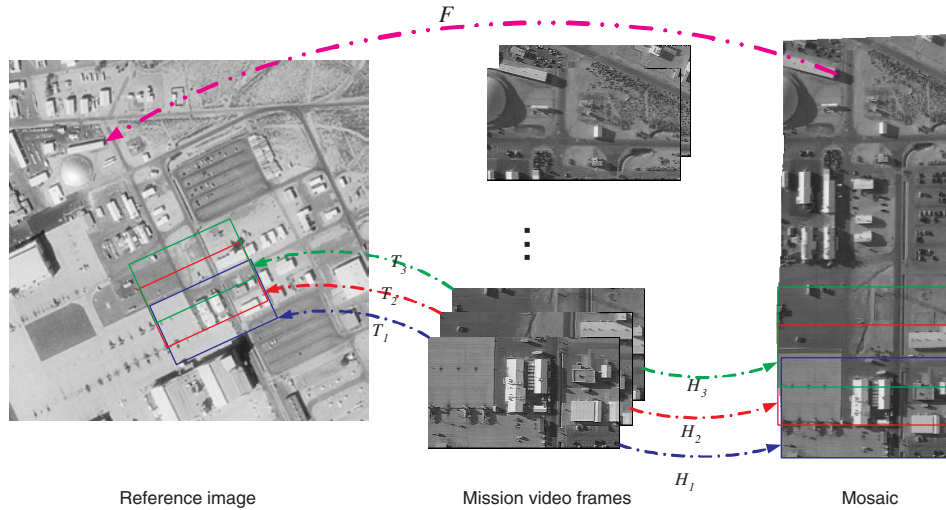 F
T3
T2
T1
H3
H2
H1
Reference image
Mission video frames
Mosaic